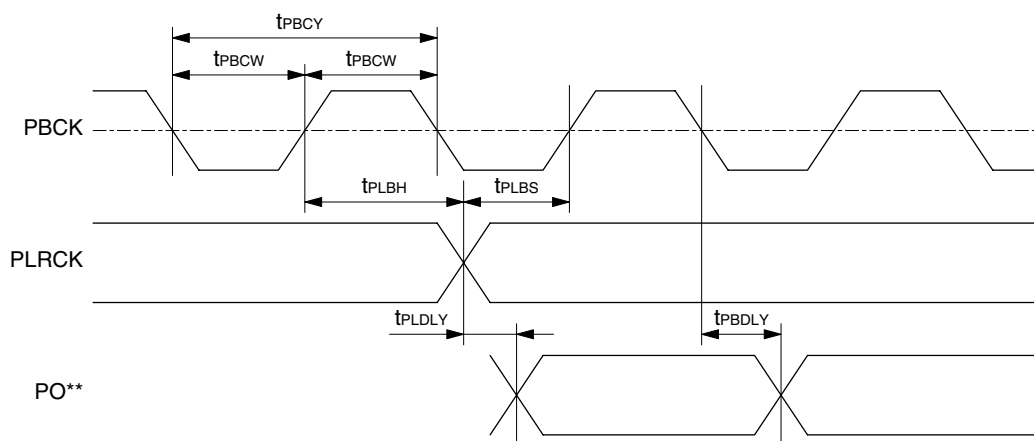 tPBCY
tPBCW tPBCW
PBCK
tPLBH tPLBS
PLRCK
tPLDLY tPBDLY
PO**